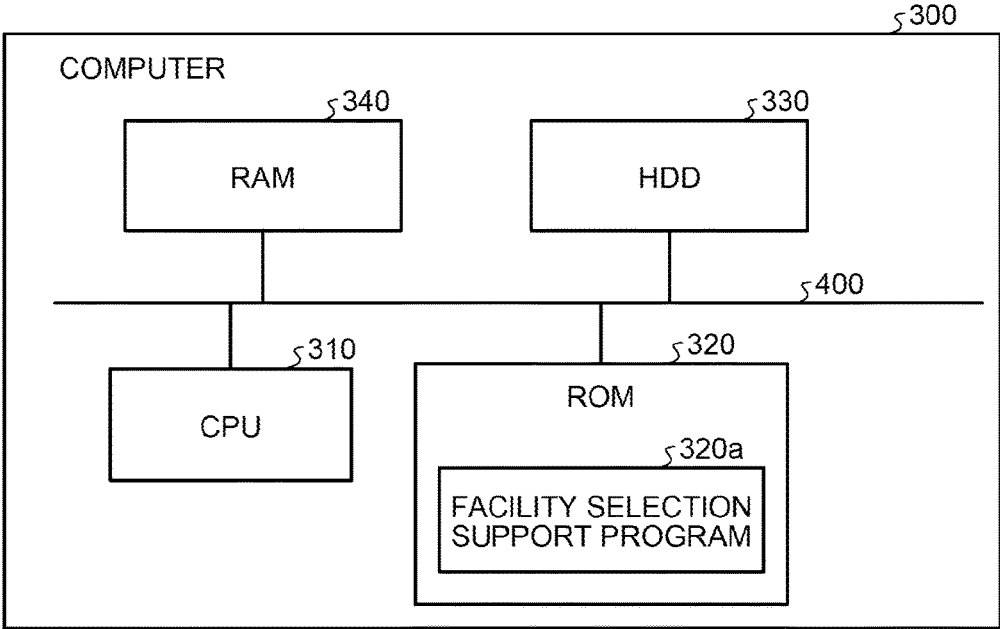 300
COMPUTER
340
330
RAM
HDD
400
310
320
CPU
ROM
320a
FACILITY SELECTION
SUPPORT PROGRAM